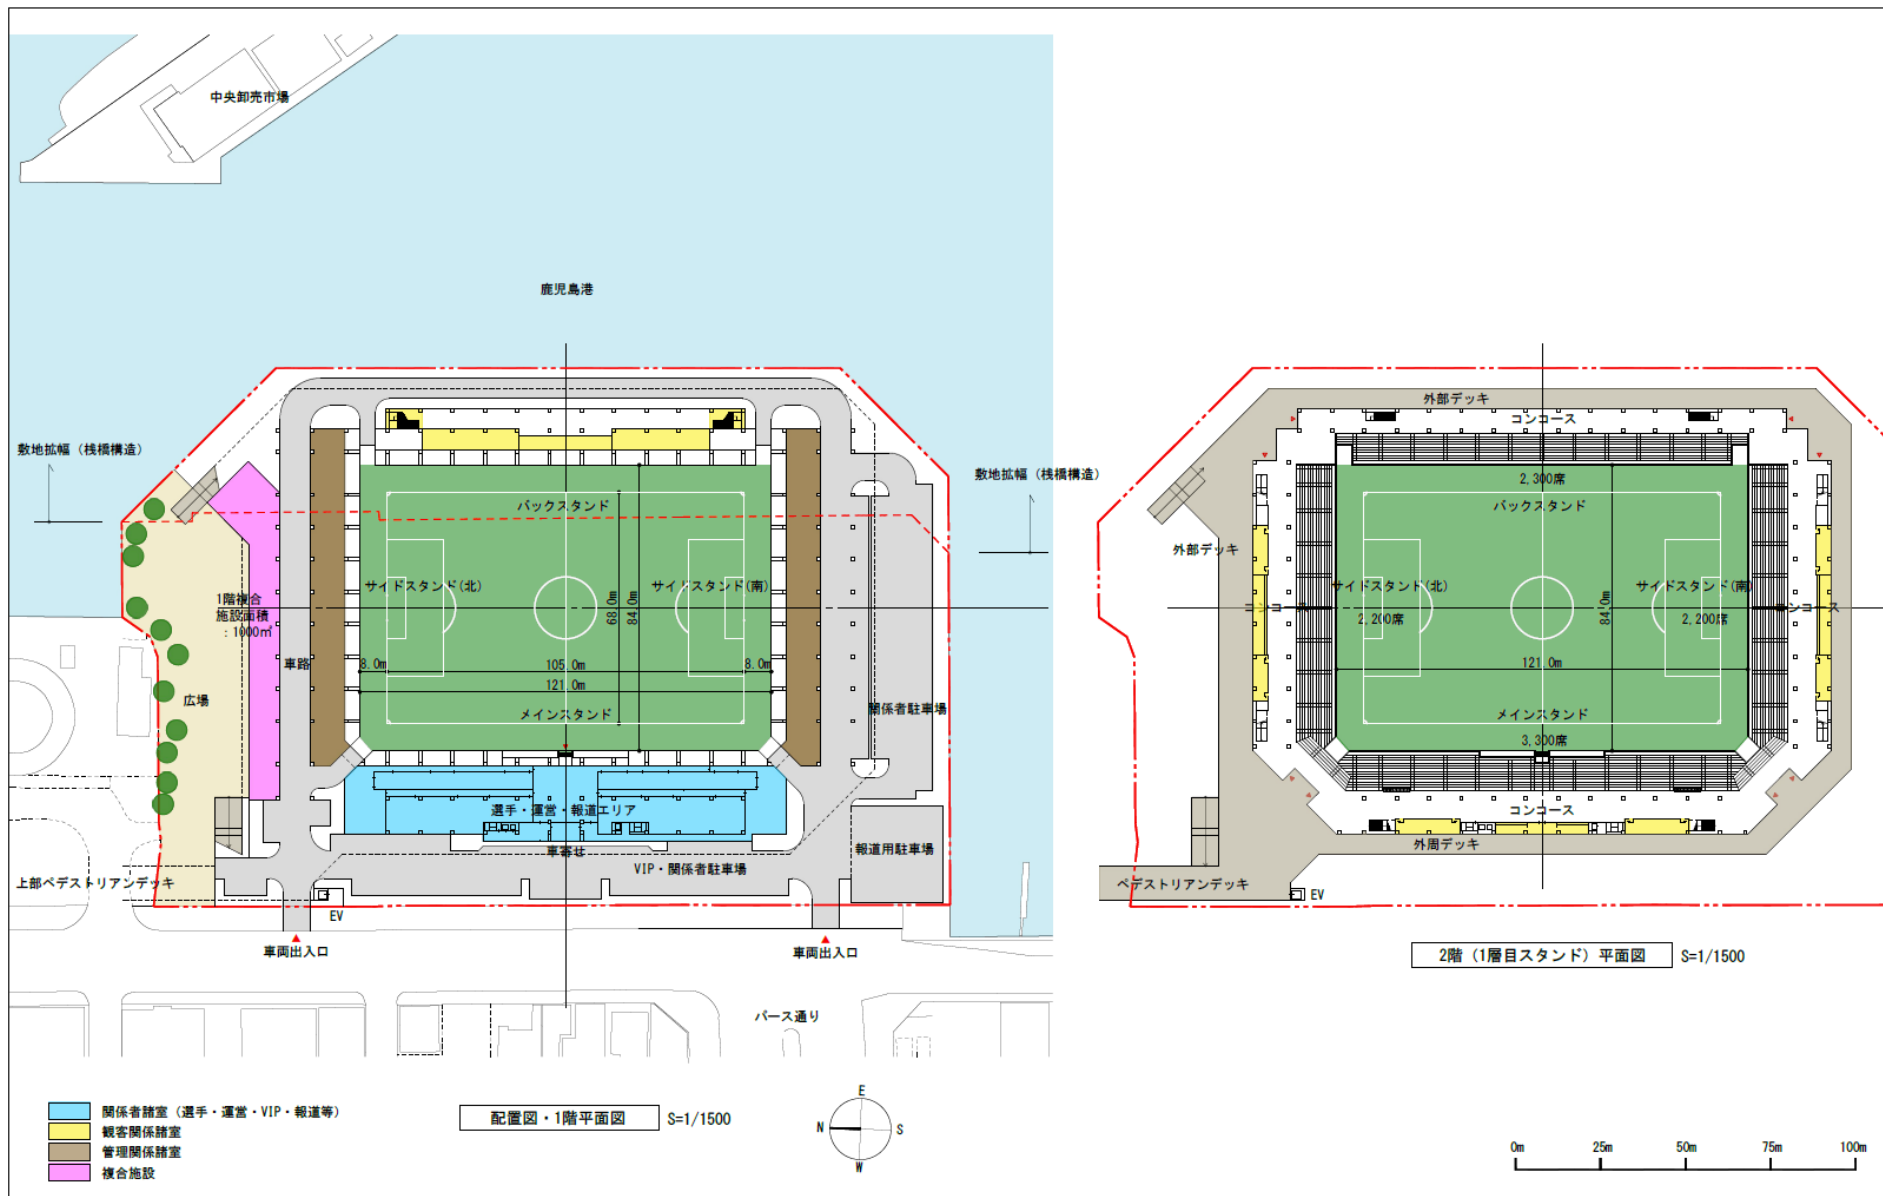 中央卸売市場
鹿児島港
敷地拡幅（桟橋構造）
敷地拡幅（桟橋構造）
バックスタンド
サイドスタンド(北)
サイドスタンド(南)
1階複合
施設面積
：1000㎡
68.0m
84.0m
車路
8.0m
105.0m
8.0m
121.0m
広場
メインスタンド
関係者駐車場
選手・運営・報道エリア
車寄せ
VIP・関係者駐車場
報道用駐車場
上部ペデストリアンデッキ
EV
車両出入口
車両出入口
パース通り
関係者諸室（選手・運営・VIP・報道等）
観客関係諸室
管理関係諸室
複合施設
配置図・1階平面図
S=1/1500
E
N
S
W
外部デッキ
コンコース
2,300席
バックスタンド
外部デッキ
サイドスタンド(北)
サイドスタンド(南)
コンコース
コンコース
2,200席
2,200席
84.0m
121.0m
メインスタンド
3,300席
コンコース
外周デッキ
ペデストリアンデッキ
EV
2階（1層目スタンド）平面図
S=1/1500
0m
25m
50m
75m
100m